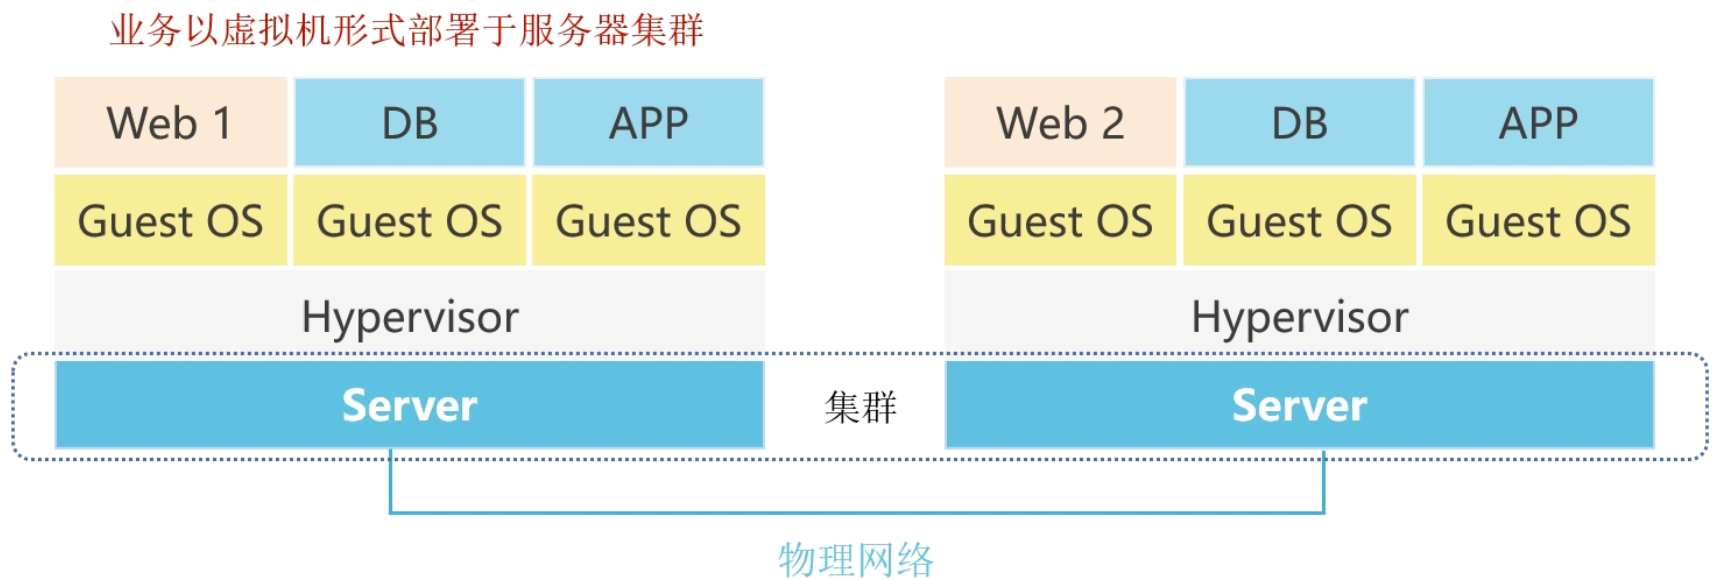 业务以虚拟机形式部署于服务器集群
Web 1 DB APP Web 2 DB APP
Guest OS Guest OS Guest OS Guest OS Guest OS Guest OS
Hypervisor Hypervisor
Server 集群 Server
物理网络